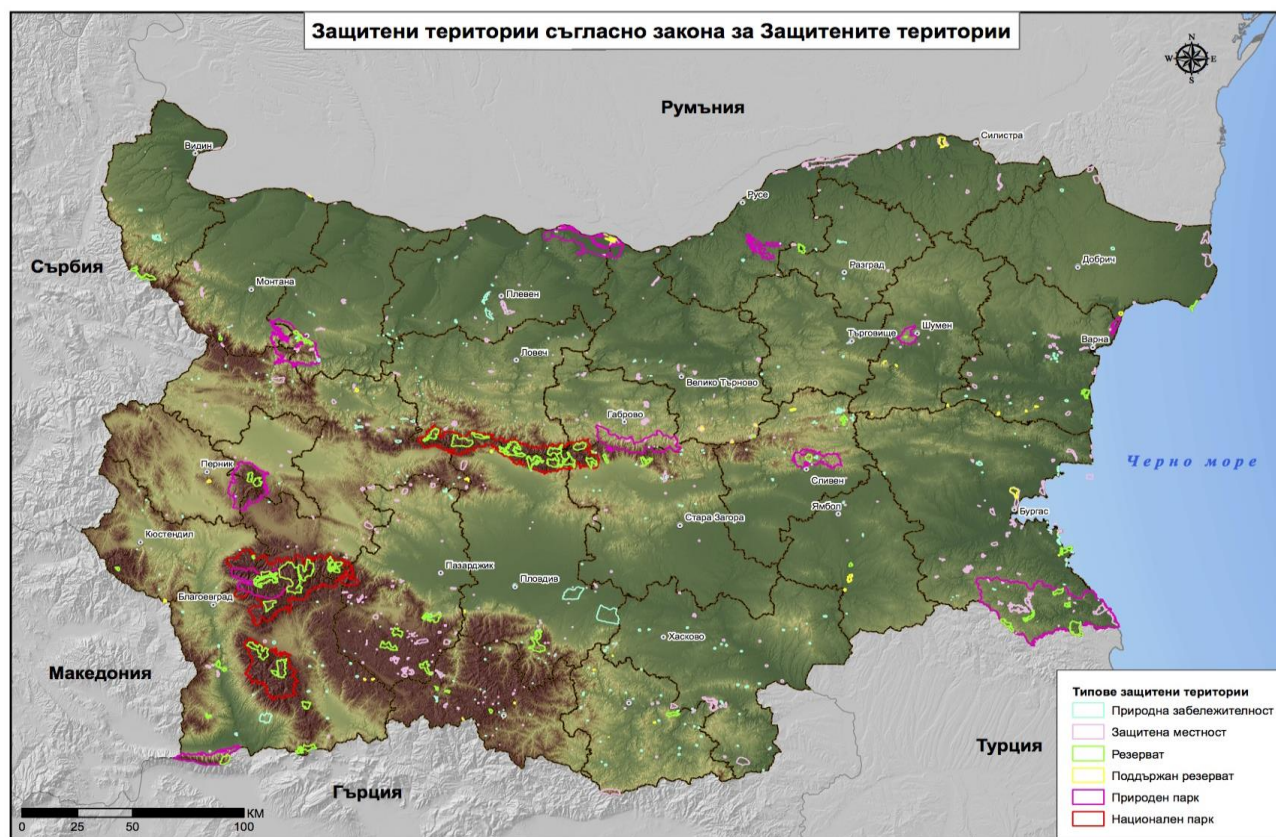 Защитени територии съгласно закона за Защитените територии
N
W E
S
Румъния
Силистра
Видин
Русе
Сърбия
Добрич
Разград
Монтана
Плевен
Шумен
Търговище
Варна
Ловеч
Велико Търново
Габрово
Перник
Сливен
Черно море
Ямбол
Бургас
Стара Загора
Кюстендил
Пазарджик
Пловдив
Благоевград
Хасково
Македония
Турция
Гърция
Типове защитени територии
Природна забележителност
Защитена местност
Резерват
Поддържан резерват
Природен парк
Национален парк
КМ
0 25 50 100